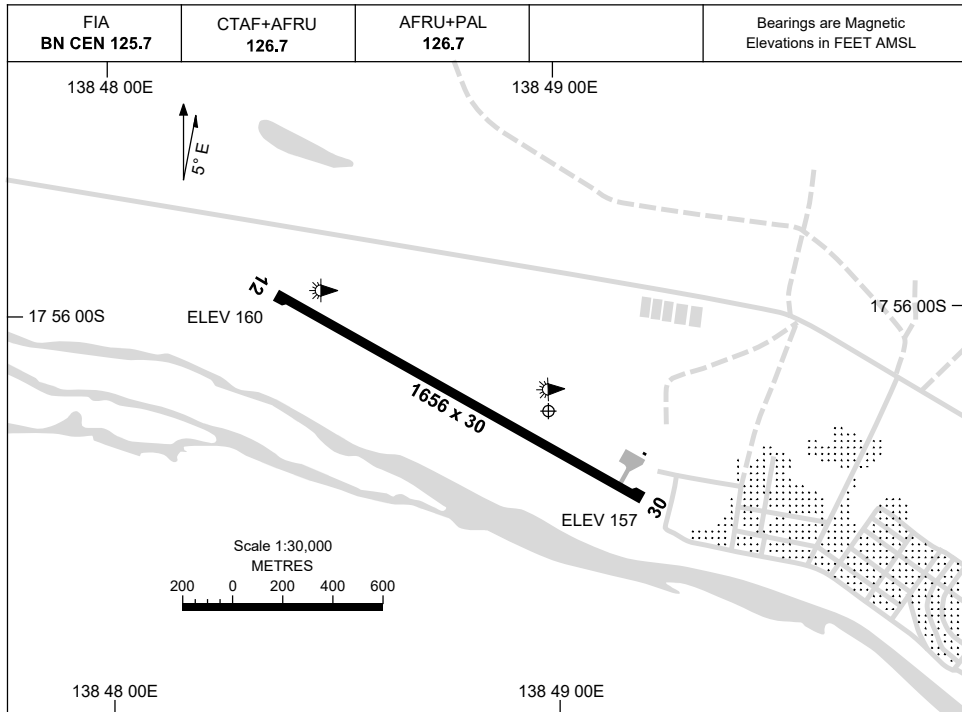 FIA
BN CEN 125.7
CTAF+AFRU
126.7
AFRU+PAL
126.7
Bearings are Magnetic
Elevations in FEET AMSL
138 48 00E
138 49 00E
5° E
12
17 56 00S
17 56 00S
ELEV 160
1656 x 30
30
ELEV 157
Scale 1:30,000
METRES
200 0 200 400 600
138 48 00E
138 49 00E